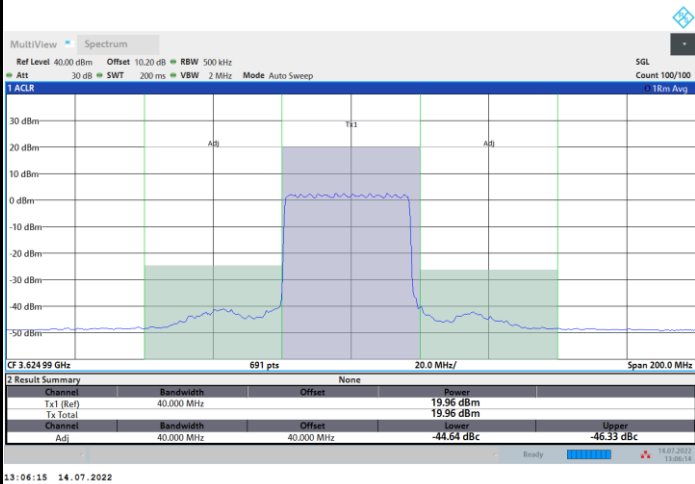 MultiView Spectrum
Ref Level 40.00 dBm Offset 10.20 dB RBW 500 kHz SGL
Att 30 dB SWT 200 ms VBW 2 MHz Mode Auto Sweep Count 100/100
1 ACLR 1Rm Avg
Tx1
Adj Adj
30 dBm
20 dBm
10 dBm
0 dBm
-10 dBm
-20 dBm
-30 dBm
-40 dBm
-50 dBm
CF 3.624 99 GHz 691 pts 20.0 MHz/ Span 200.0 MHz
2 Result Summary None
Channel Bandwidth Offset Power
Tx1 (Ref) 40.000 MHz 19.96 dBm
Tx Total 19.96 dBm
Channel Bandwidth Offset Lower Upper
Adj 40.000 MHz 40.000 MHz -44.64 dBc -46.33 dBc
Ready 14.07.2022
13:06:14
13:06:15 14.07.2022